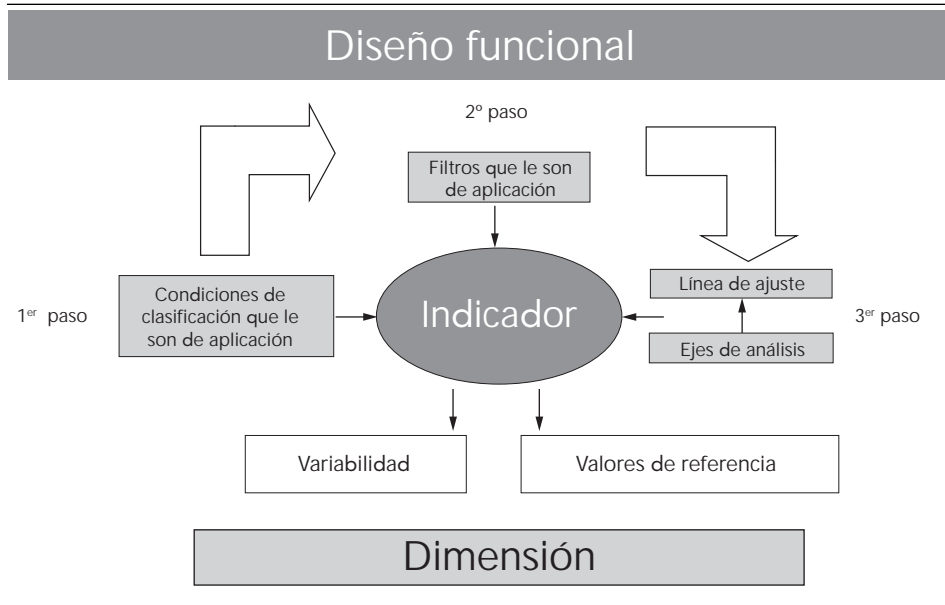 Diseño funcional
2º paso
Filtros que le son
de aplicación
1er paso
Condiciones de
clasificación que le
son de aplicación
Indicador
Línea de ajuste
Ejes de análisis
3er paso
Variabilidad
Valores de referencia
Dimensión